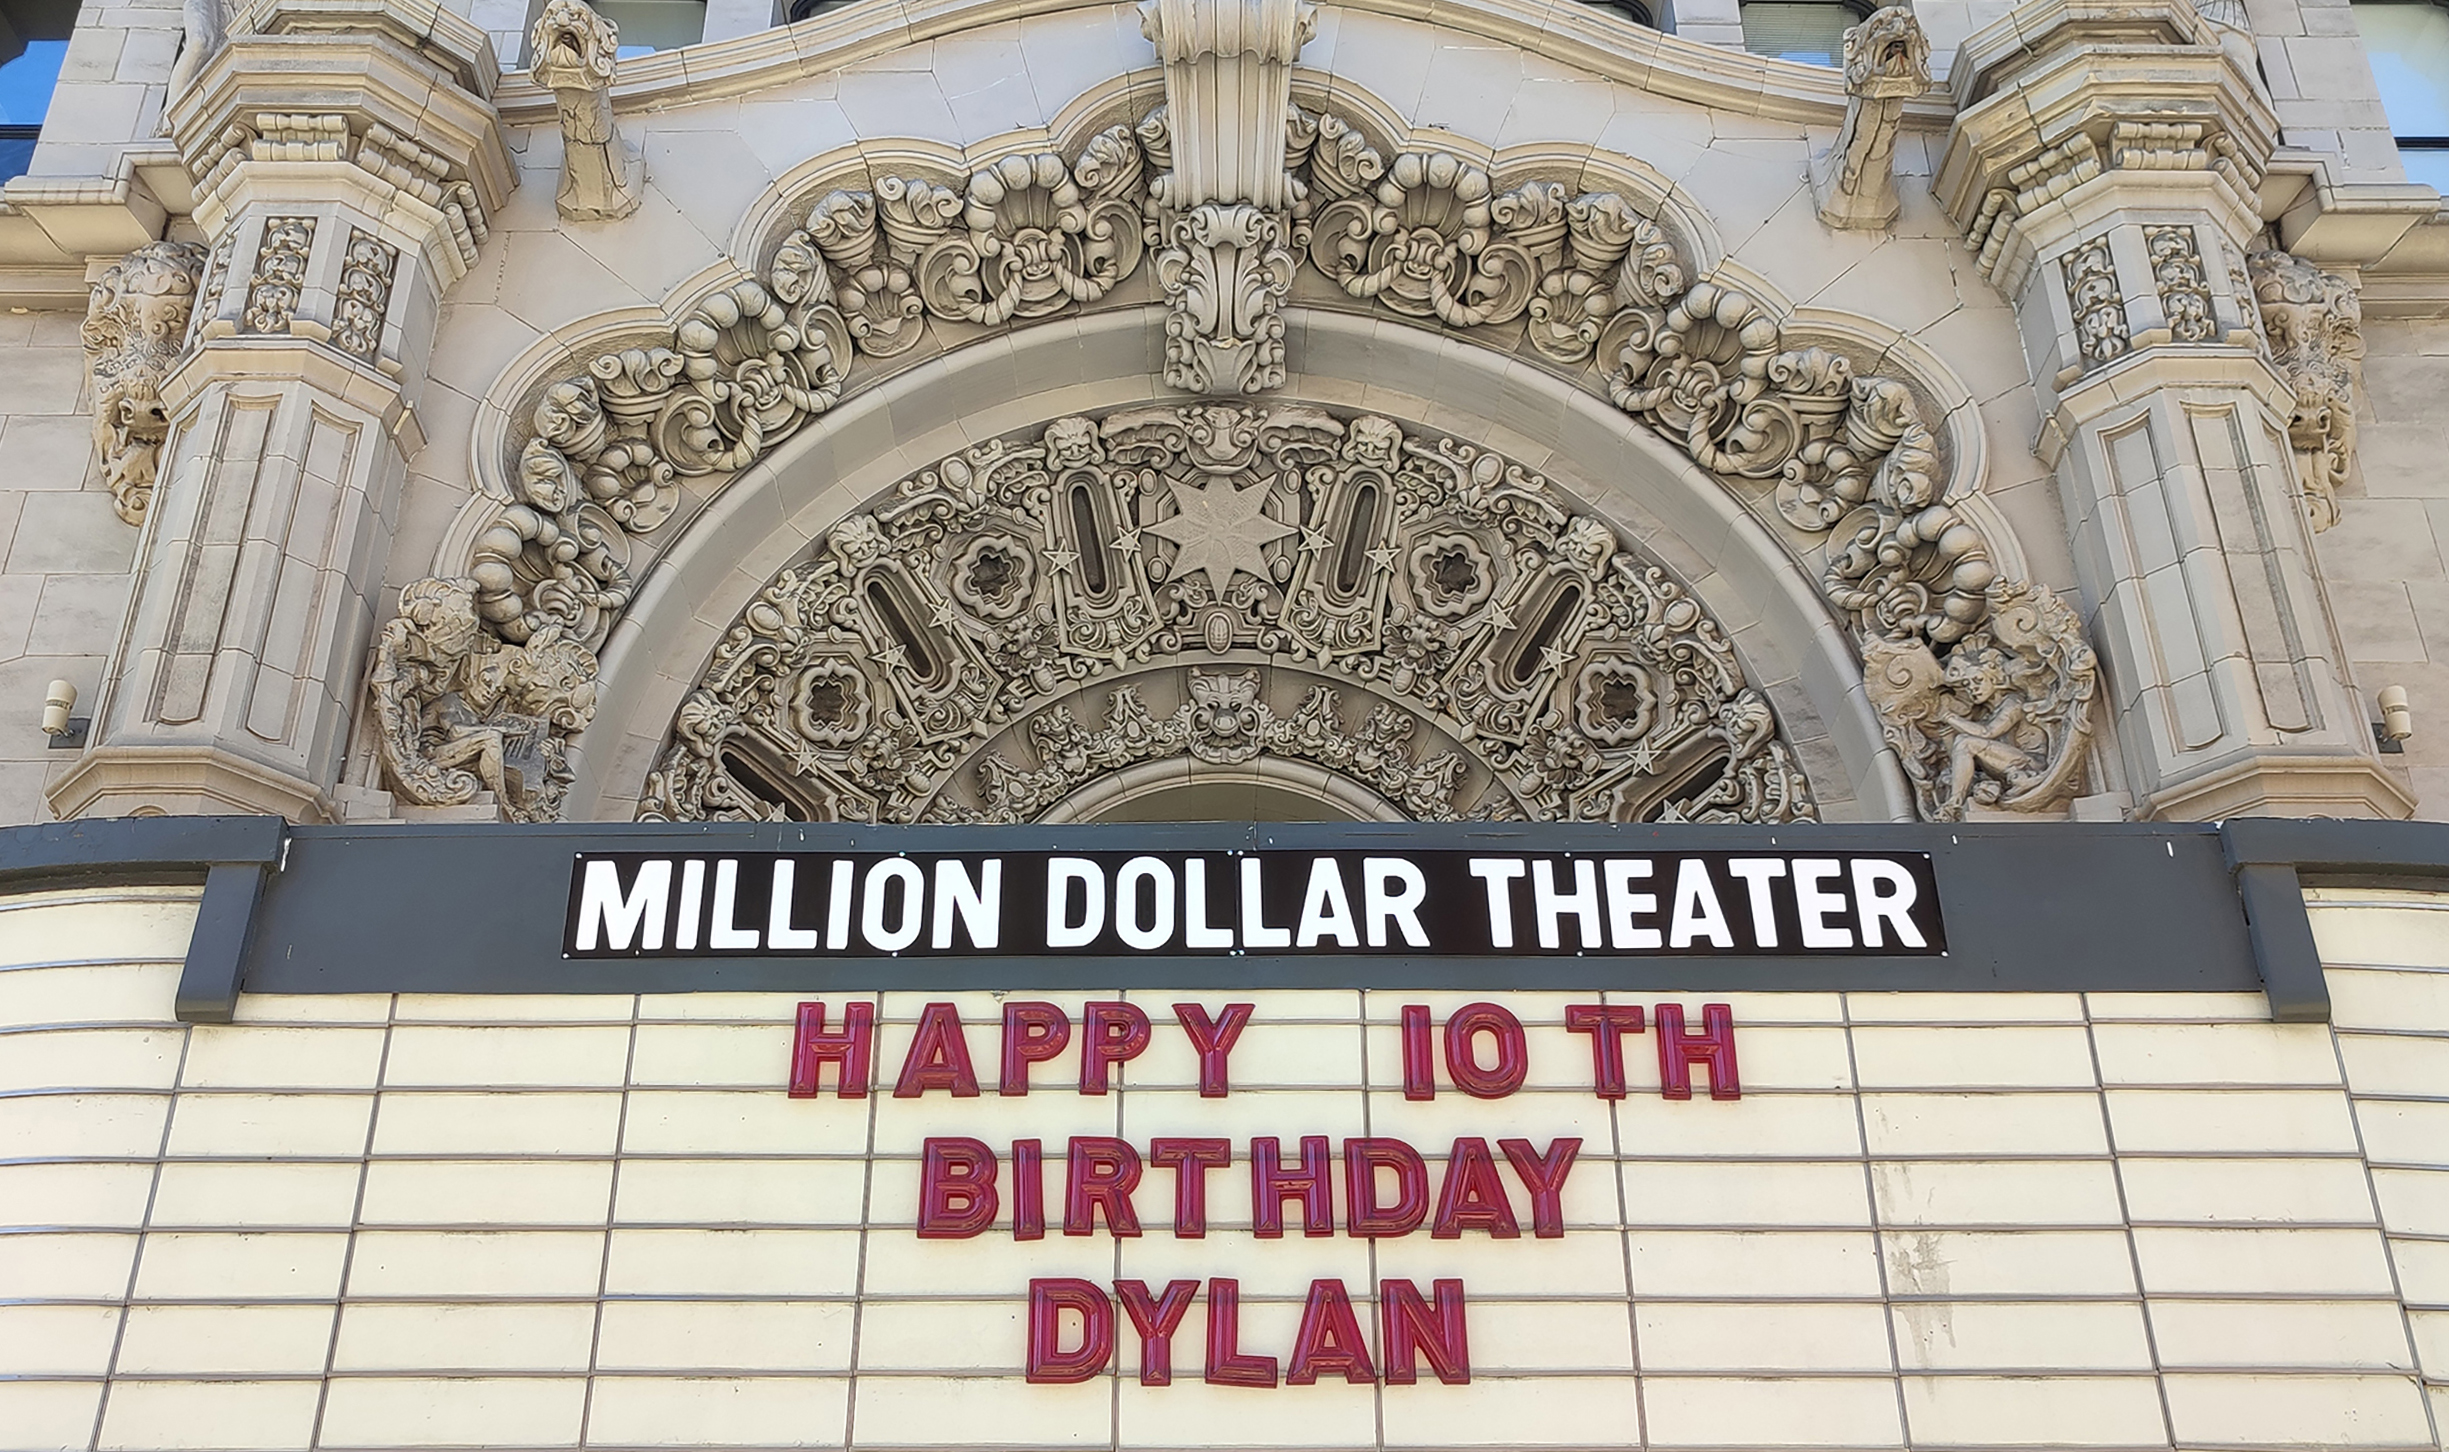 MILLION DOLLAR THEATER
HAPPY 10TH
BIRTHDAY
DYLAN